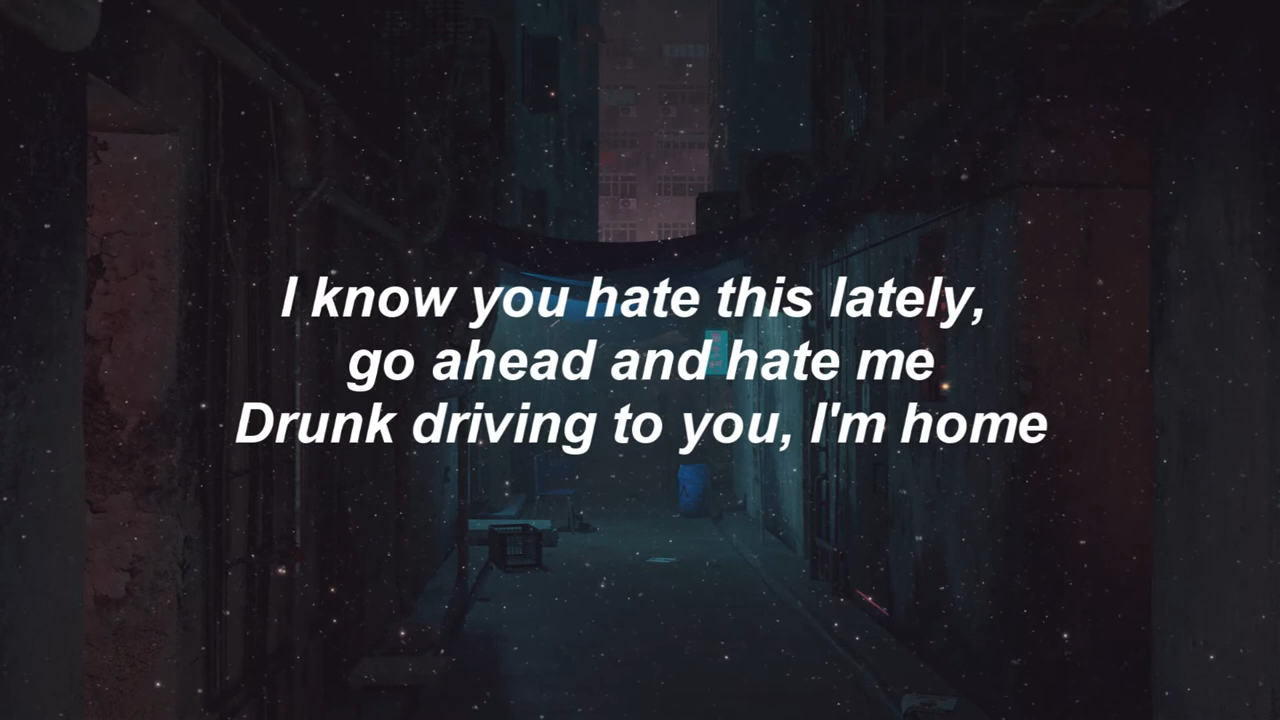 I know you hate this lately,
go ahead and hate me
Drunk driving to you, I'm home